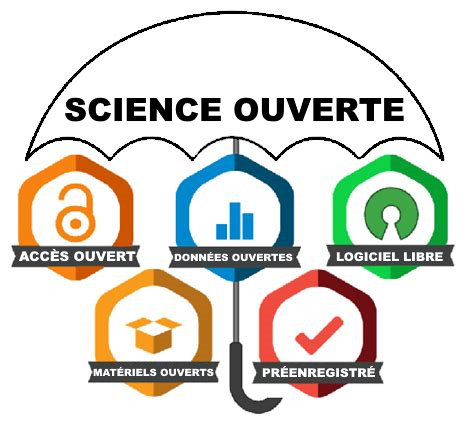 SCIENCE OUVERTE
ACCÈS OUVERT
DONNÉES OUVERTES
LOGICIEL LIBRE
MATÉRIELS OUVERTS
PRÉENREGISTRÉ